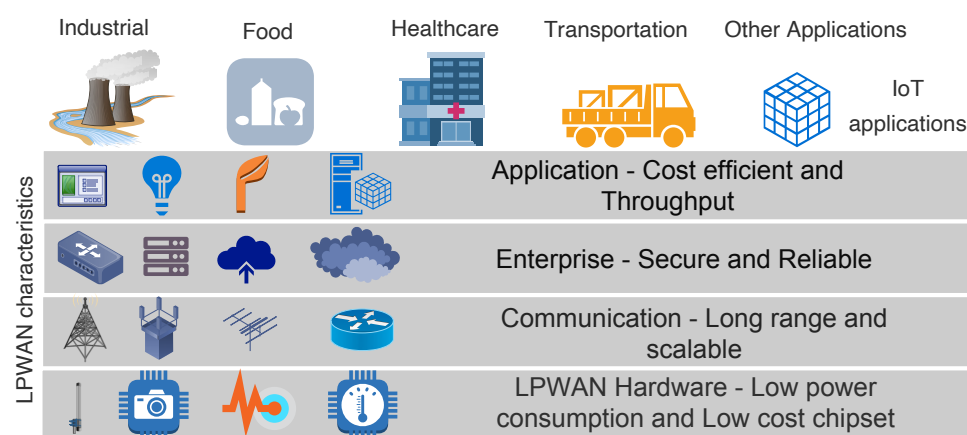 Industrial
Food
Healthcare
Transportation
Other Applications
IoT
applications
LPWAN characteristics
Application - Cost efficient and
Throughput
Enterprise - Secure and Reliable
Communication - Long range and
scalable
LPWAN Hardware - Low power
consumption and Low cost chipset